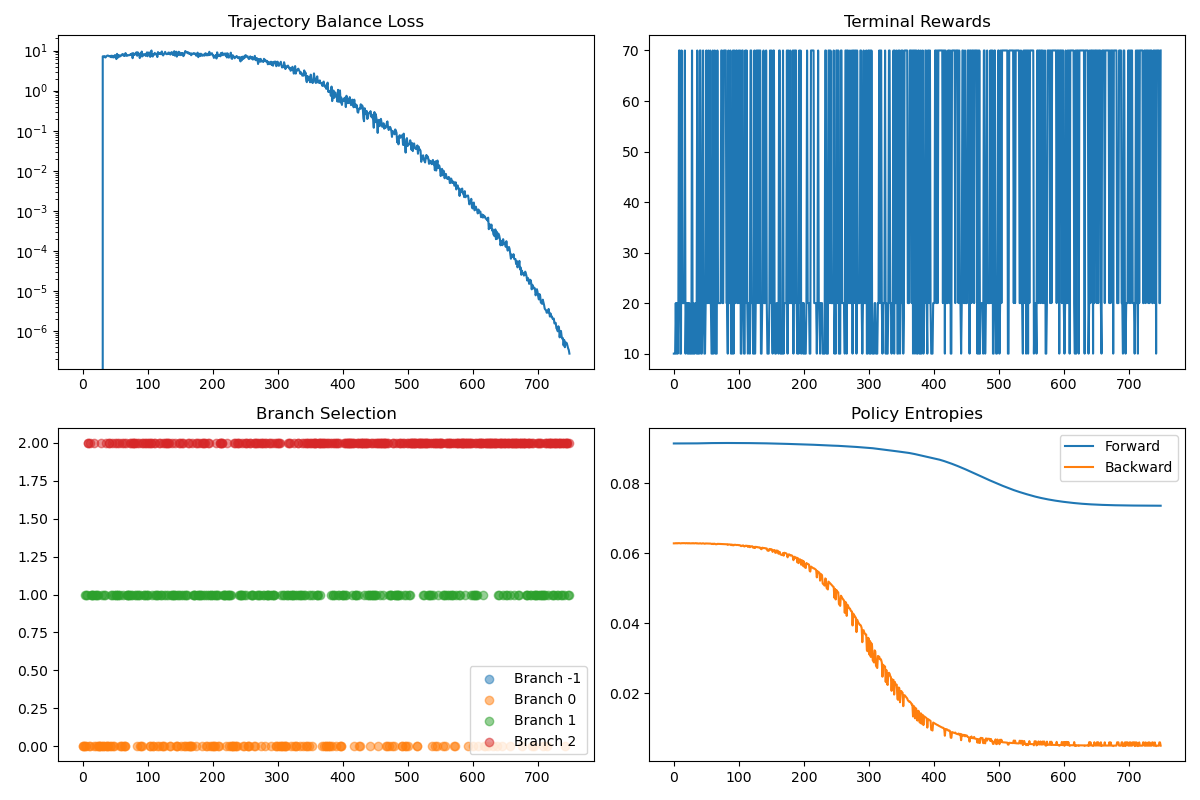 Trajectory Balance Loss
10¹
10⁰
10⁻¹
10⁻²
10⁻³
10⁻⁴
10⁻⁵
10⁻⁶
0 100 200 300 400 500 600 700
Terminal Rewards
70
60
50
40
30
20
10
0 100 200 300 400 500 600 700
Branch Selection
2.00
1.75
1.50
1.25
1.00
0.75
0.50
0.25
0.00
Branch -1
Branch 0
Branch 1
Branch 2
0 100 200 300 400 500 600 700
Policy Entropies
Forward
Backward
0.08
0.06
0.04
0.02
0 100 200 300 400 500 600 700